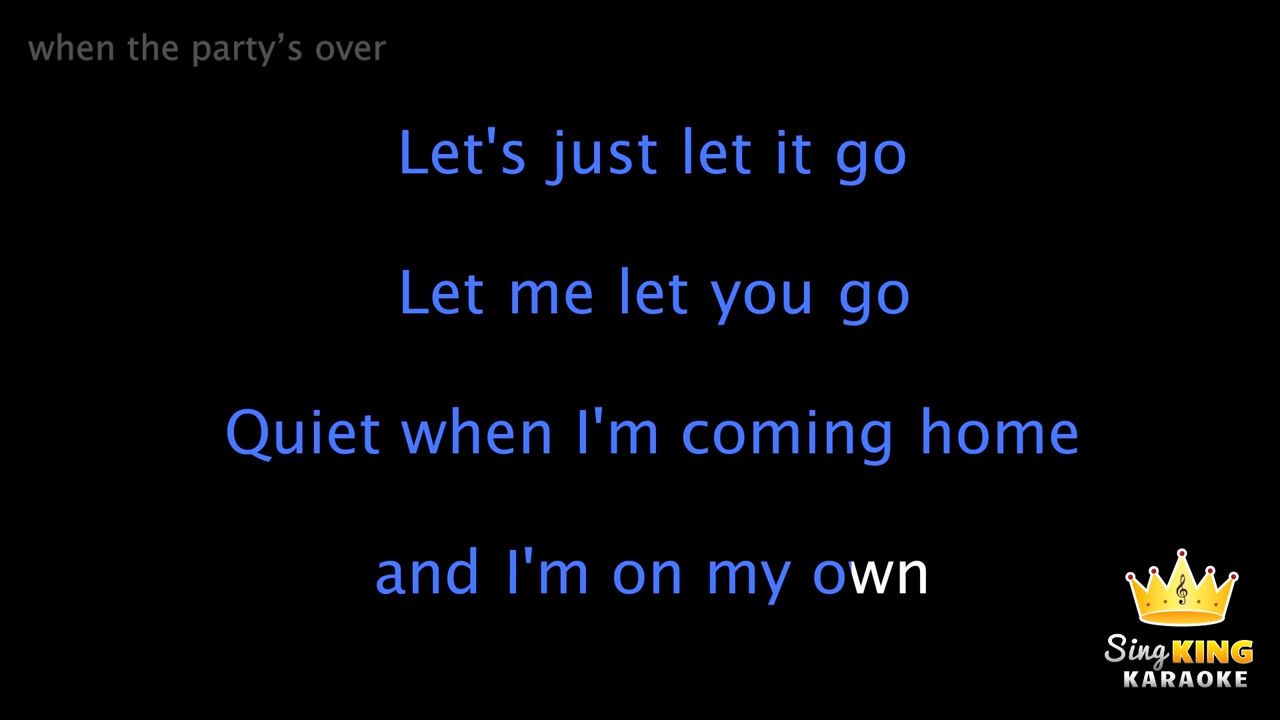 when the party’s over
Let's just let it go
Let me let you go
Quiet when I'm coming home
and I'm on my own
Sing KING
KARAOKE